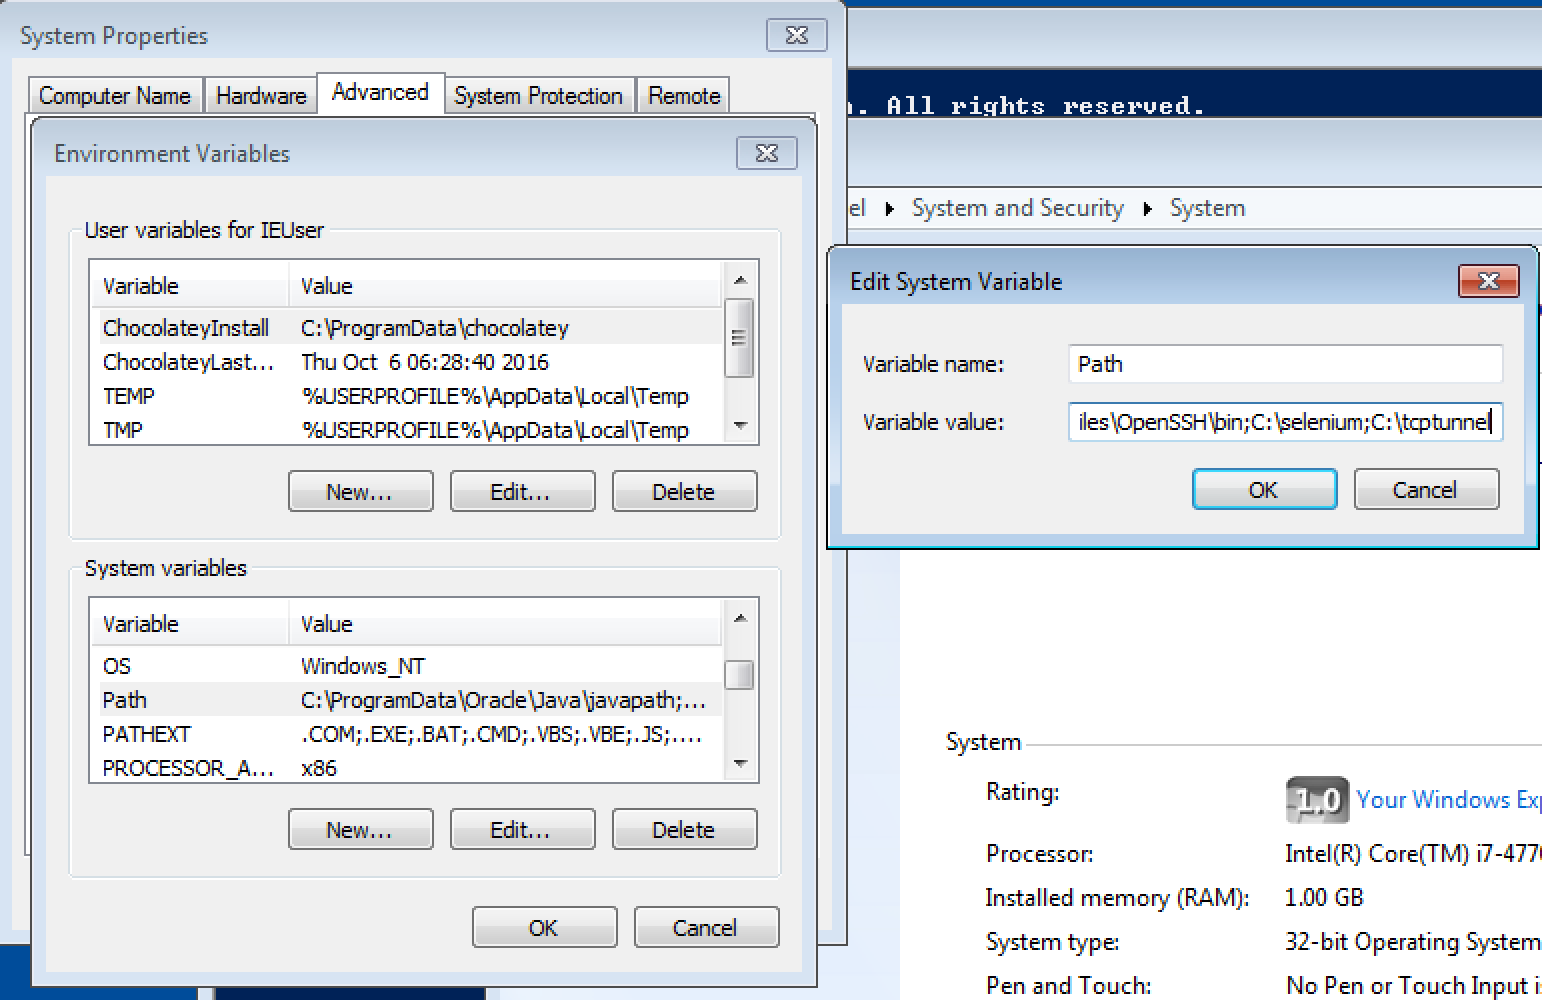 System Properties
Computer Name Hardware Advanced System Protection Remote
. All rights reserved.
Environment Variables
el System and Security System
User variables for IEUser
Variable Value
ChocolateyInstall C:\ProgramData\chocolatey
ChocolateyLast... Thu Oct 6 06:28:40 2016
TEMP %USERPROFILE%\AppData\Local\Temp
TMP %USERPROFILE%\AppData\Local\Temp
New... Edit... Delete
Edit System Variable
Variable name: Path
Variable value: iles\OpenSSH\bin;C:\selenium;C:\tcptunnel
OK Cancel
System variables
Variable Value
OS Windows_NT
Path C:\ProgramData\Oracle\Java\javapath;...
PATHEXT .COM;.EXE;.BAT;.CMD;.VBS;.VBE;.JS;....
PROCESSOR_A... x86
New... Edit... Delete
OK Cancel
System
Rating: 1.0 Your Windows Ex
Processor: Intel(R) Core(TM) i7-477
Installed memory (RAM): 1.00 GB
System type: 32-bit Operating System
Pen and Touch: No Pen or Touch Input i